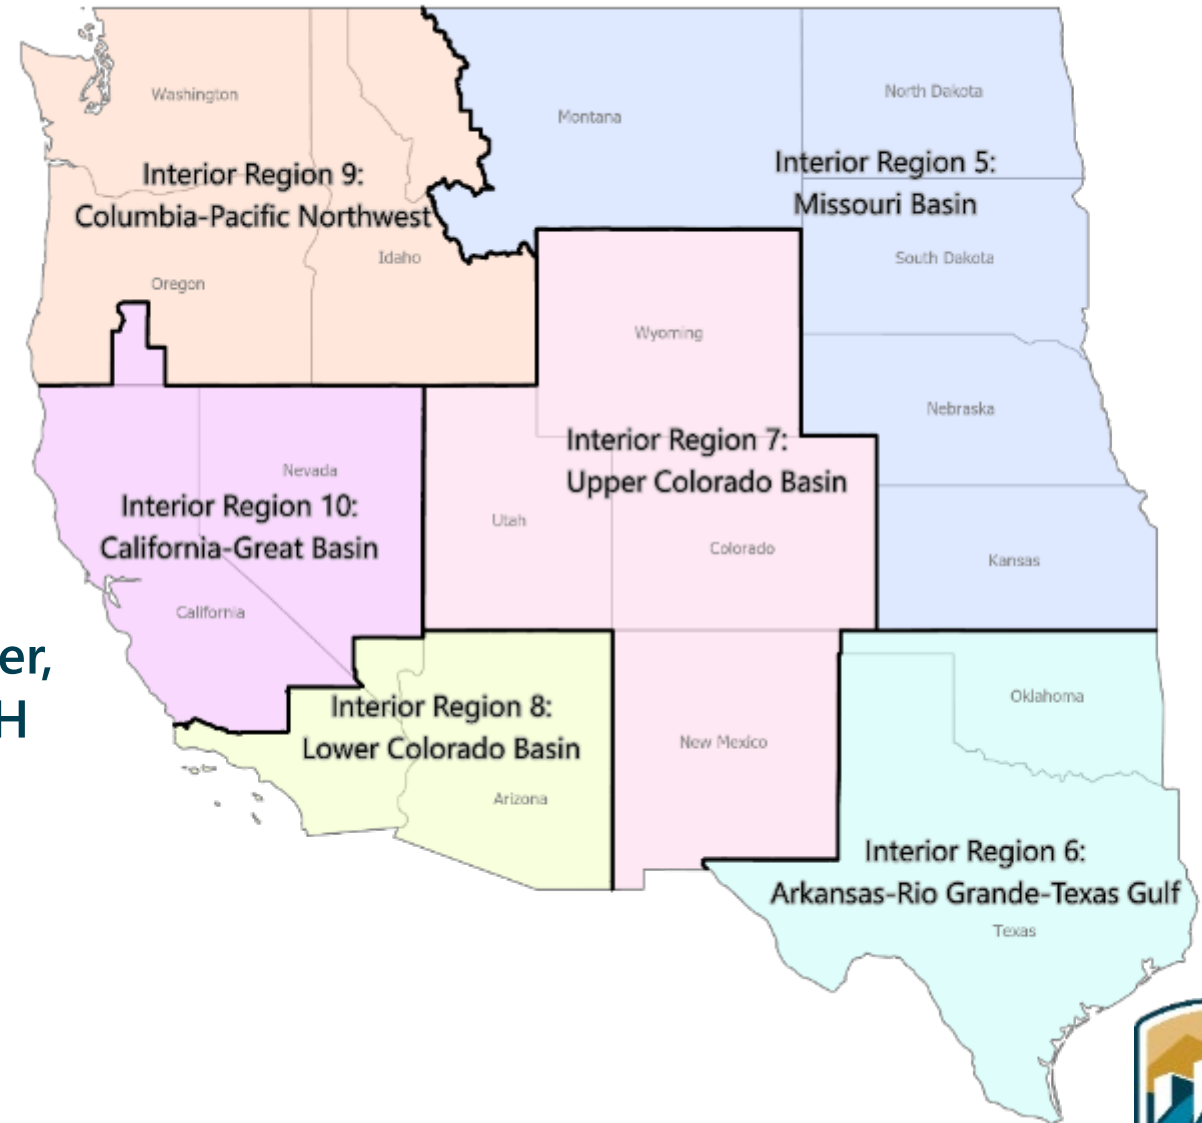 Washington
Montana
North Dakota
Interior Region 9:
Columbia-Pacific Northwest
Interior Region 5:
Missouri Basin
Idaho
South Dakota
Oregon
Wyoming
Nebraska
Interior Region 7:
Upper Colorado Basin
Nevada
Interior Region 10:
California-Great Basin
Utah
Colorado
Kansas
California
er,
H
Interior Region 8:
Lower Colorado Basin
Oklahoma
New Mexico
Arizona
Interior Region 6:
Arkansas-Rio Grande-Texas Gulf
Texas